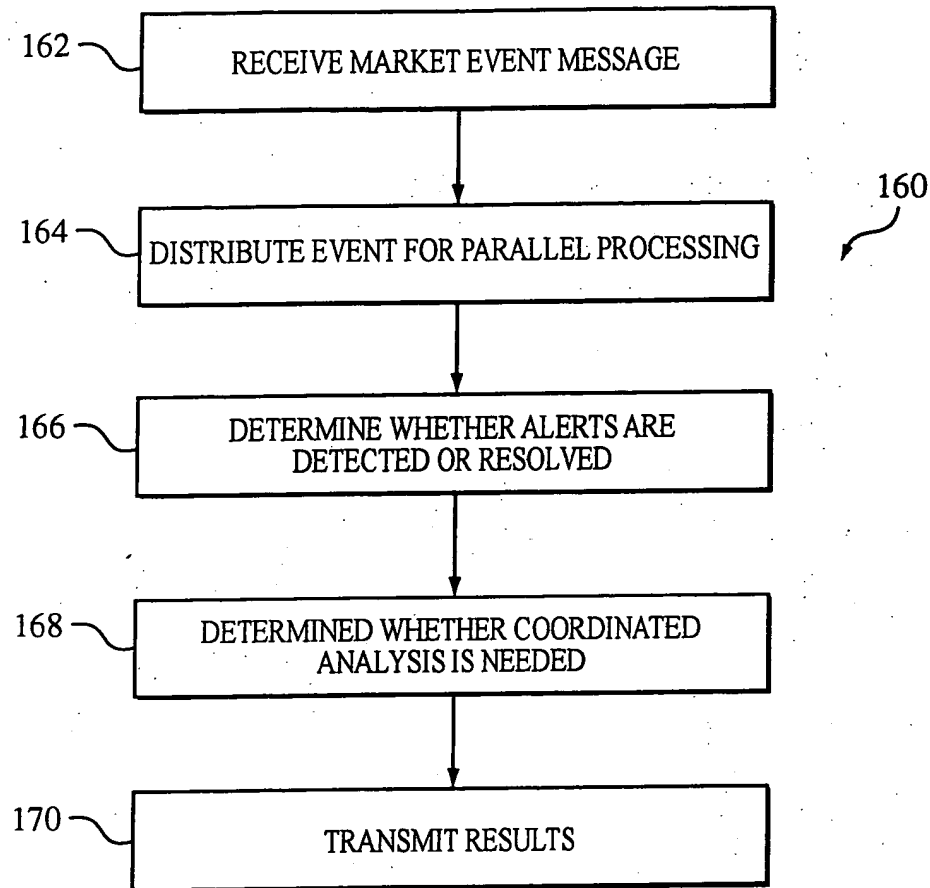 162
RECEIVE MARKET EVENT MESSAGE
160
164
DISTRIBUTE EVENT FOR PARALLEL PROCESSING
166
DETERMINE WHETHER ALERTS ARE
DETECTED OR RESOLVED
168
DETERMINED WHETHER COORDINATED
ANALYSIS IS NEEDED
170
TRANSMIT RESULTS